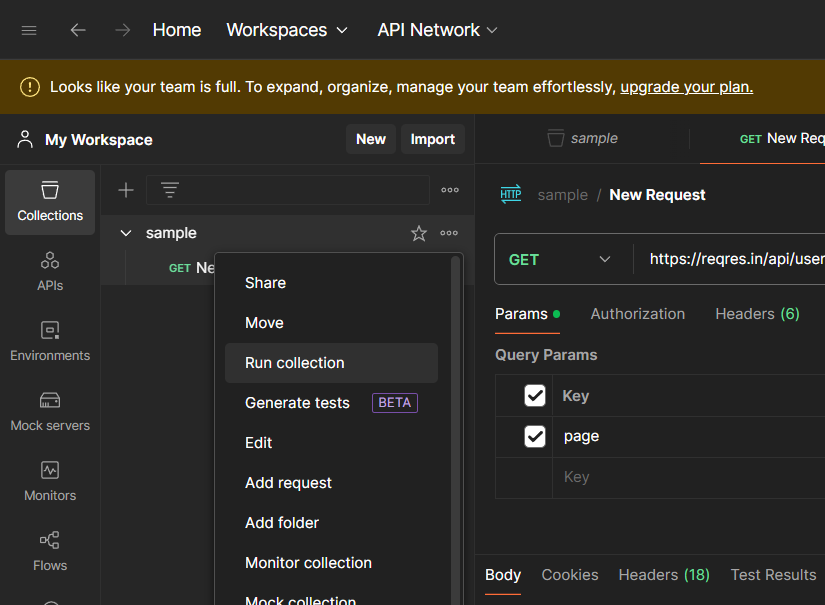 Home Workspaces API Network
Looks like your team is full. To expand, organize, manage your team effortlessly, upgrade your plan.
My Workspace New Import
sample GET New Req
Collections
APIs
Environments
Mock servers
Monitors
Flows
sample
GET Ne
Share
Move
Run collection
Generate tests BETA
Edit
Add request
Add folder
Monitor collection
Mock collection
HTTP sample / New Request
GET https://reqres.in/api/user
Params Authorization Headers (6)
Query Params
Key
page
Key
Body Cookies Headers (18) Test Results